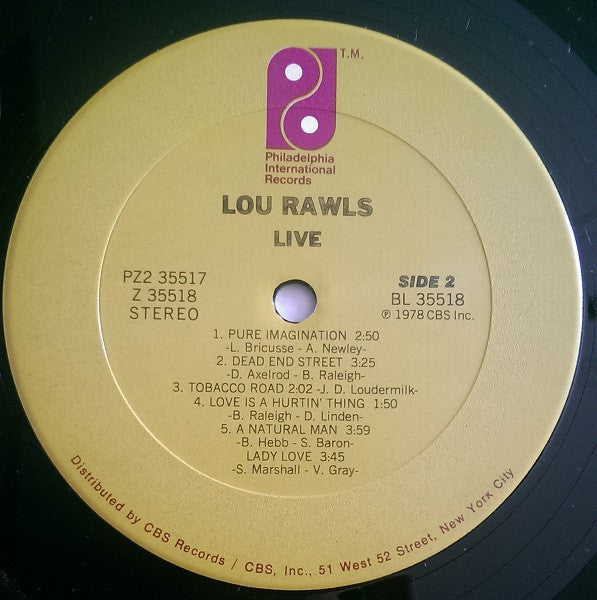 T.M.
Philadelphia
International
Records
LOU RAWLS
LIVE
PZ2 35517
Z 35518
STEREO
SIDE 2
BL 35518
℗ 1978 CBS Inc.
1. PURE IMAGINATION 2:50
-L. Bricusse - A. Newley-
2. DEAD END STREET 3:25
-D. Axelrod - B. Raleigh-
3. TOBACCO ROAD 2:02 -J. D. Loudermilk-
4. LOVE IS A HURTIN' THING 1:50
-B. Raleigh - D. Linden-
5. A NATURAL MAN 3:59
-B. Hebb - S. Baron-
LADY LOVE 3:45
-S. Marshall - V. Gray-
Distributed by CBS Records / CBS, Inc., 51 West 52 Street, New York City